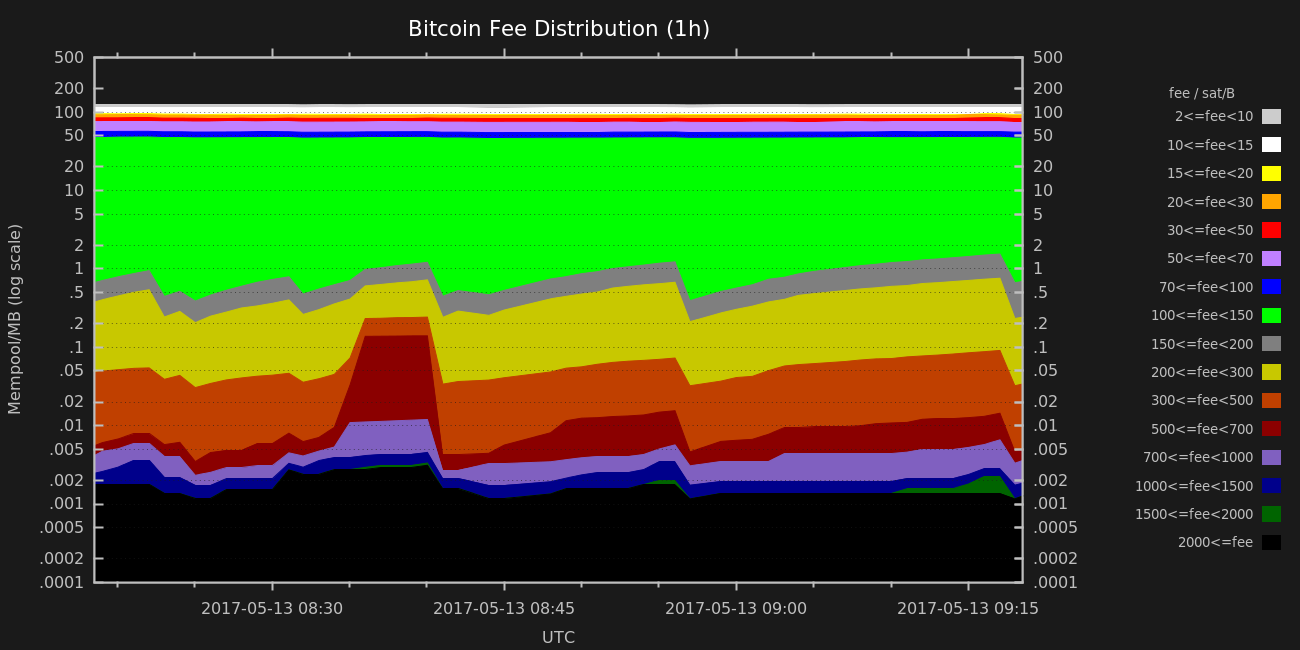 Bitcoin Fee Distribution (1h)
500
200
100
50
20
10
5
2
1
.5
.2
.1
.05
.02
.01
.005
.002
.001
.0005
.0002
.0001
Mempool/MB (log scale)
500
200
100
50
20
10
5
2
1
.5
.2
.1
.05
.02
.01
.005
.002
.001
.0005
.0002
.0001
2017-05-13 08:30
2017-05-13 08:45
2017-05-13 09:00
2017-05-13 09:15
UTC
fee / sat/B
2<=fee<10
10<=fee<15
15<=fee<20
20<=fee<30
30<=fee<50
50<=fee<70
70<=fee<100
100<=fee<150
150<=fee<200
200<=fee<300
300<=fee<500
500<=fee<700
700<=fee<1000
1000<=fee<1500
1500<=fee<2000
2000<=fee